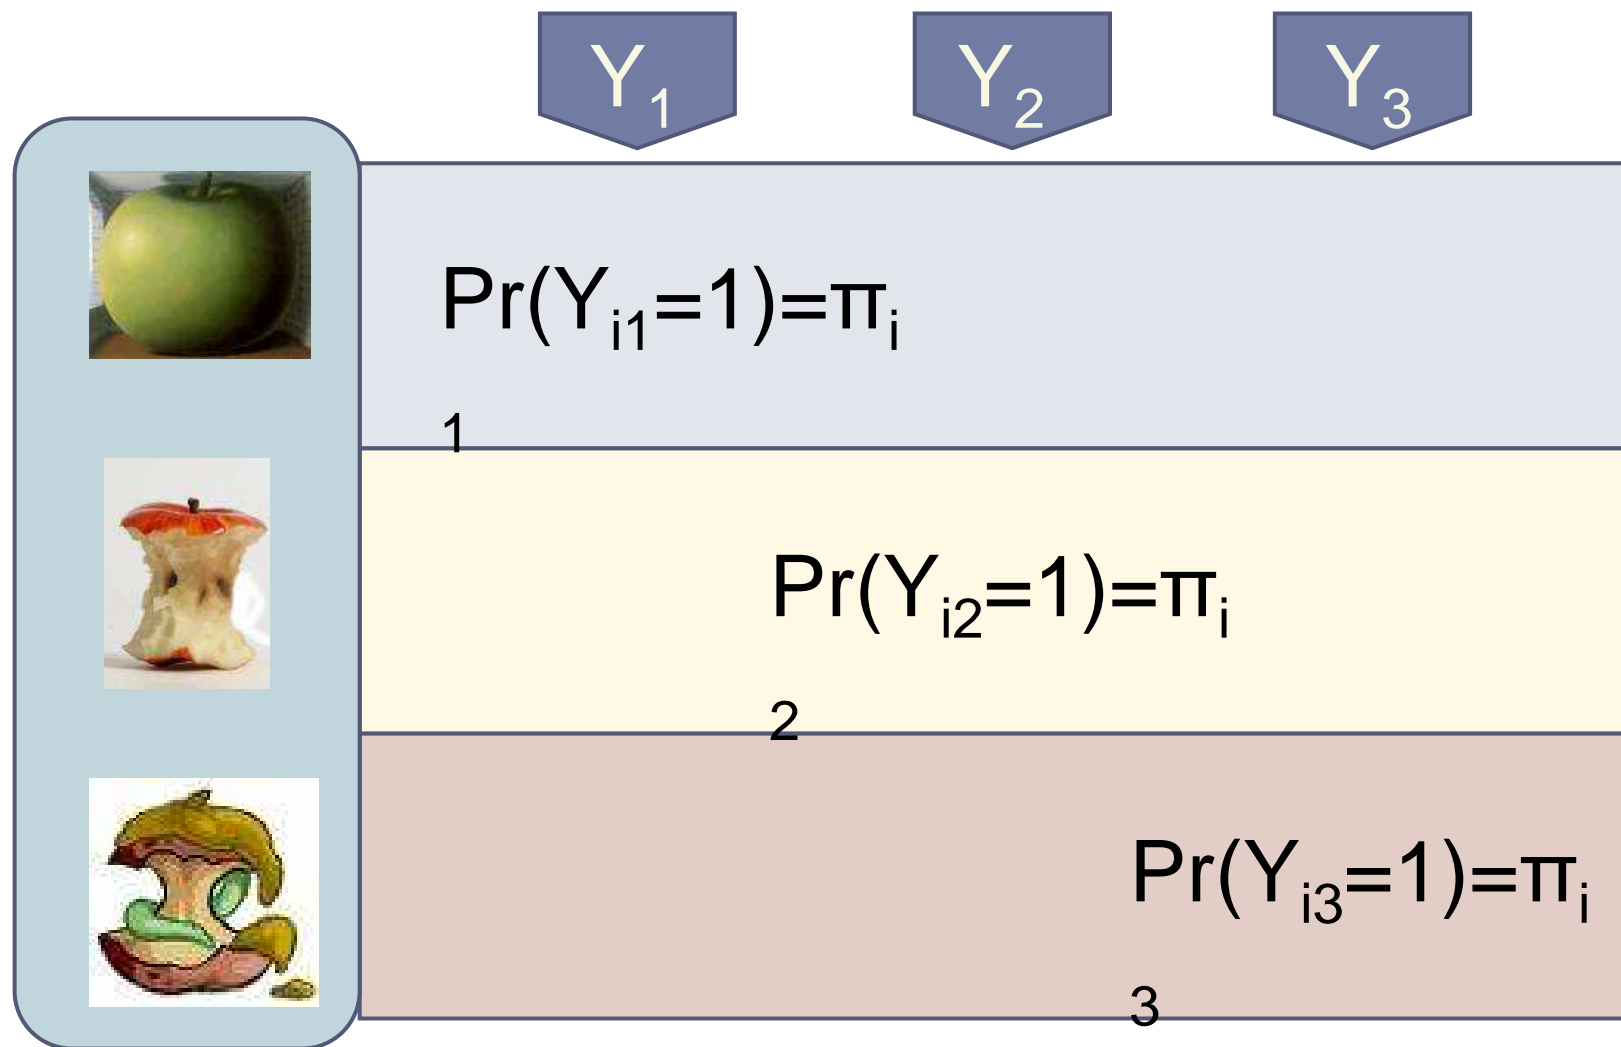 Y1 Y2 Y3
Pr(Yi1=1)=πi
1
Pr(Yi2=1)=πi
2
Pr(Yi3=1)=πi
3